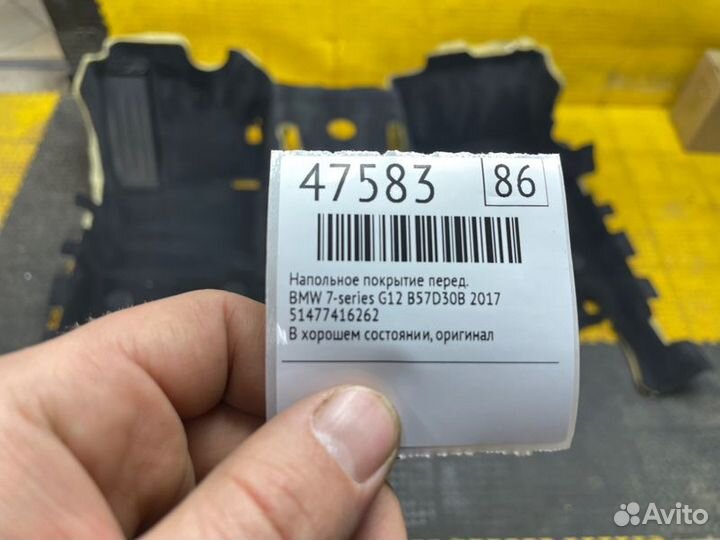 47583 86
Напольное покрытие перед.
BMW 7-series G12 B57D30B 2017
51477416262
В хорошем состоянии, оригинал
Avito